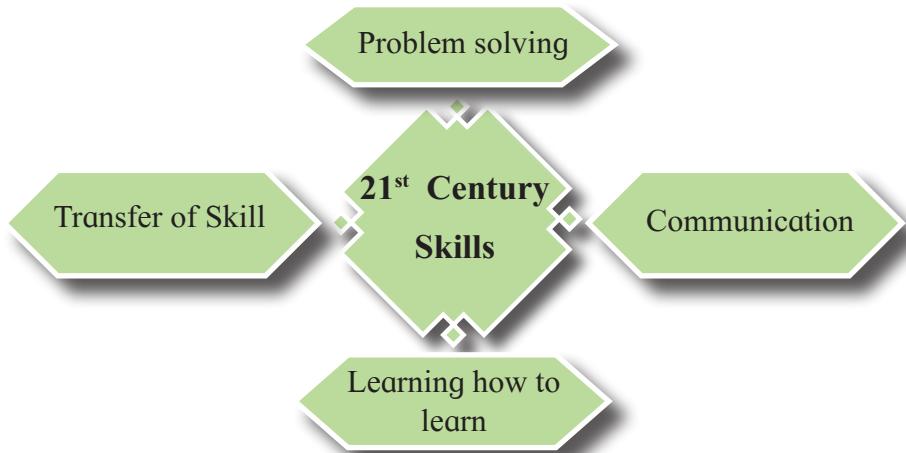 Problem solving
21st Century
Skills
Transfer of Skill
Communication
Learning how to
learn